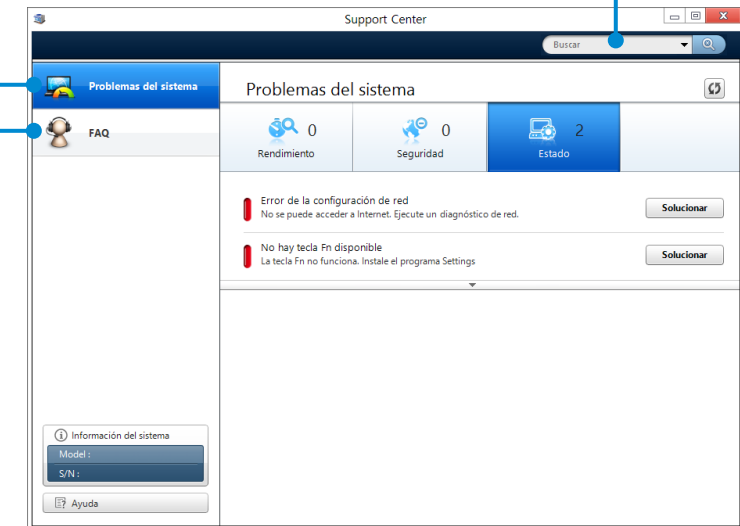 Support Center
Buscar
Problemas del sistema
FAQ
Problemas del sistema
0
Rendimiento
0
Seguridad
2
Estado
Error de la configuración de red
No se puede acceder a Internet. Ejecute un diagnóstico de red.
Solucionar
No hay tecla Fn disponible
La tecla Fn no funciona. Instale el programa Settings
Solucionar
Información del sistema
Model :
S/N :
Ayuda